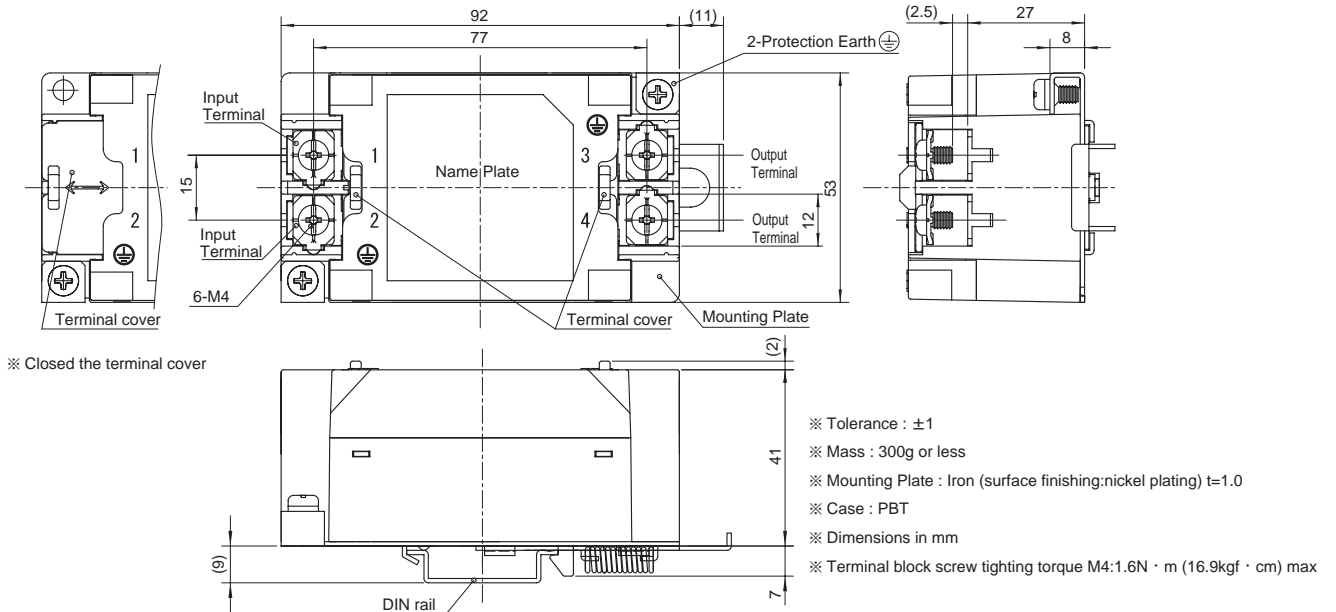 92
(11)
77
2-Protection Earth
(2.5)
27
8
Input
Terminal
1
2
15
Input
Terminal
6-M4
1
2
Name Plate
3
4
Output
Terminal
Output
Terminal
12
53
Terminal cover
Terminal cover
Mounting Plate
※ Closed the terminal cover
(2)
41
(9)
7
DIN rail
※ Tolerance : ±1
※ Mass : 300g or less
※ Mounting Plate : Iron (surface finishing:nickel plating) t=1.0
※ Case : PBT
※ Dimensions in mm
※ Terminal block screw tighting torque M4:1.6N・m (16.9kgf・cm) max